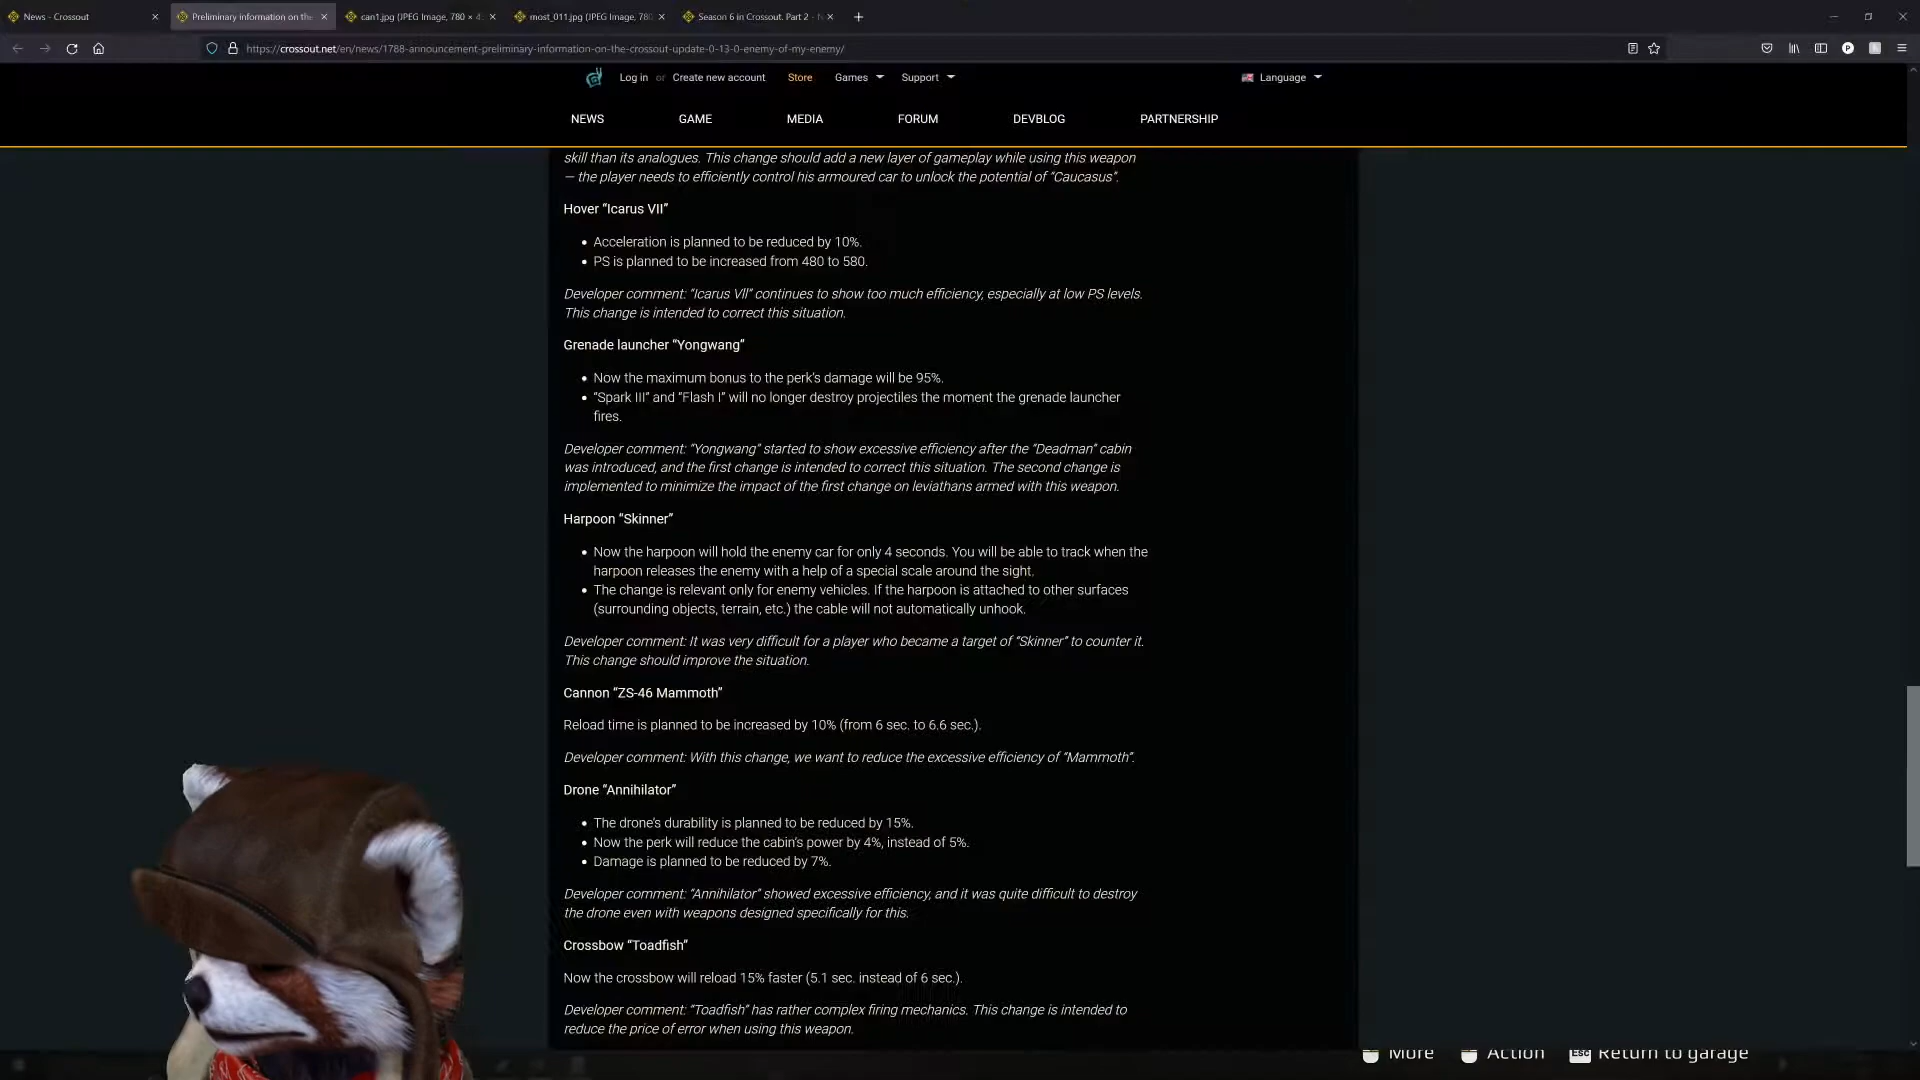 News - Crossout
Preliminary information on the
can1.jpg (JPEG Image, 780 × 4
most_011.jpg (JPEG Image, 780
Season 6 in Crossout. Part 2 -
https://crossout.net/en/news/1788-announcement-preliminary-information-on-the-crossout-update-0-13-0-enemy-of-my-enemy/
Log in or Create new account Store Games Support Language
NEWS GAME MEDIA FORUM DEVBLOG PARTNERSHIP
skill than its analogues. This change should add a new layer of gameplay while using this weapon
— the player needs to efficiently control his armoured car to unlock the potential of “Caucasus”.
Hover “Icarus VII”
• Acceleration is planned to be reduced by 10%.
• PS is planned to be increased from 480 to 580.
Developer comment: “Icarus VII” continues to show too much efficiency, especially at low PS levels.
This change is intended to correct this situation.
Grenade launcher “Yongwang”
• Now the maximum bonus to the perk’s damage will be 95%.
• “Spark III” and “Flash I” will no longer destroy projectiles the moment the grenade launcher
fires.
Developer comment: “Yongwang” started to show excessive efficiency after the “Deadman” cabin
was introduced, and the first change is intended to correct this situation. The second change is
implemented to minimize the impact of the first change on leviathans armed with this weapon.
Harpoon “Skinner”
• Now the harpoon will hold the enemy car for only 4 seconds. You will be able to track when the
harpoon releases the enemy with a help of a special scale around the sight.
• The change is relevant only for enemy vehicles. If the harpoon is attached to other surfaces
(surrounding objects, terrain, etc.) the cable will not automatically unhook.
Developer comment: It was very difficult for a player who became a target of “Skinner” to counter it.
This change should improve the situation.
Cannon “ZS-46 Mammoth”
Reload time is planned to be increased by 10% (from 6 sec. to 6.6 sec.).
Developer comment: With this change, we want to reduce the excessive efficiency of “Mammoth”.
Drone “Annihilator”
• The drone’s durability is planned to be reduced by 15%.
• Now the perk will reduce the cabin’s power by 4%, instead of 5%.
• Damage is planned to be reduced by 7%.
Developer comment: “Annihilator” showed excessive efficiency, and it was quite difficult to destroy
the drone even with weapons designed specifically for this.
Crossbow “Toadfish”
Now the crossbow will reload 15% faster (5.1 sec. instead of 6 sec.).
Developer comment: “Toadfish” has rather complex firing mechanics. This change is intended to
reduce the price of error when using this weapon.
More Action Esc Return to garage